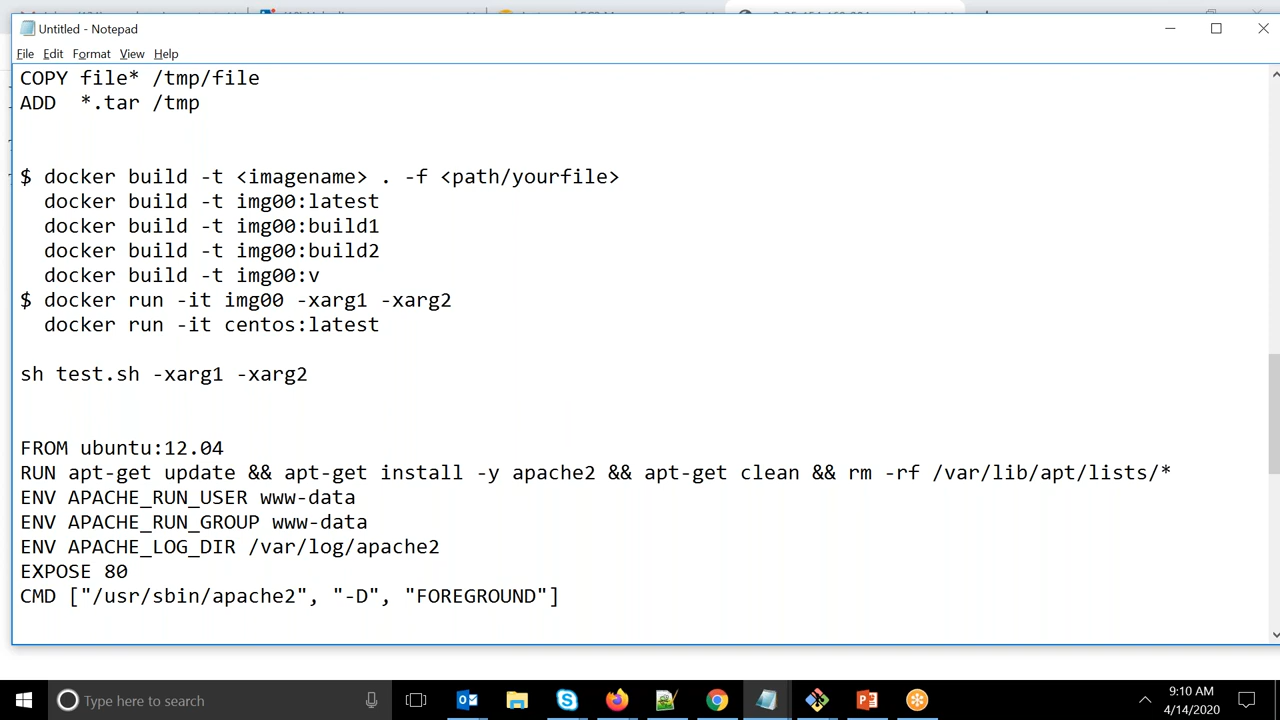 Untitled - Notepad
File Edit Format View Help
COPY file* /tmp/file
ADD  *.tar /tmp
$ docker build -t <imagename> . -f <path/yourfile>
  docker build -t img00:latest
  docker build -t img00:build1
  docker build -t img00:build2
  docker build -t img00:v
$ docker run -it img00 -xarg1 -xarg2
  docker run -it centos:latest
sh test.sh -xarg1 -xarg2
FROM ubuntu:12.04
RUN apt-get update && apt-get install -y apache2 && apt-get clean && rm -rf /var/lib/apt/lists/*
ENV APACHE_RUN_USER www-data
ENV APACHE_RUN_GROUP www-data
ENV APACHE_LOG_DIR /var/log/apache2
EXPOSE 80
CMD ["/usr/sbin/apache2", "-D", "FOREGROUND"]
Type here to search
9:10 AM
4/14/2020